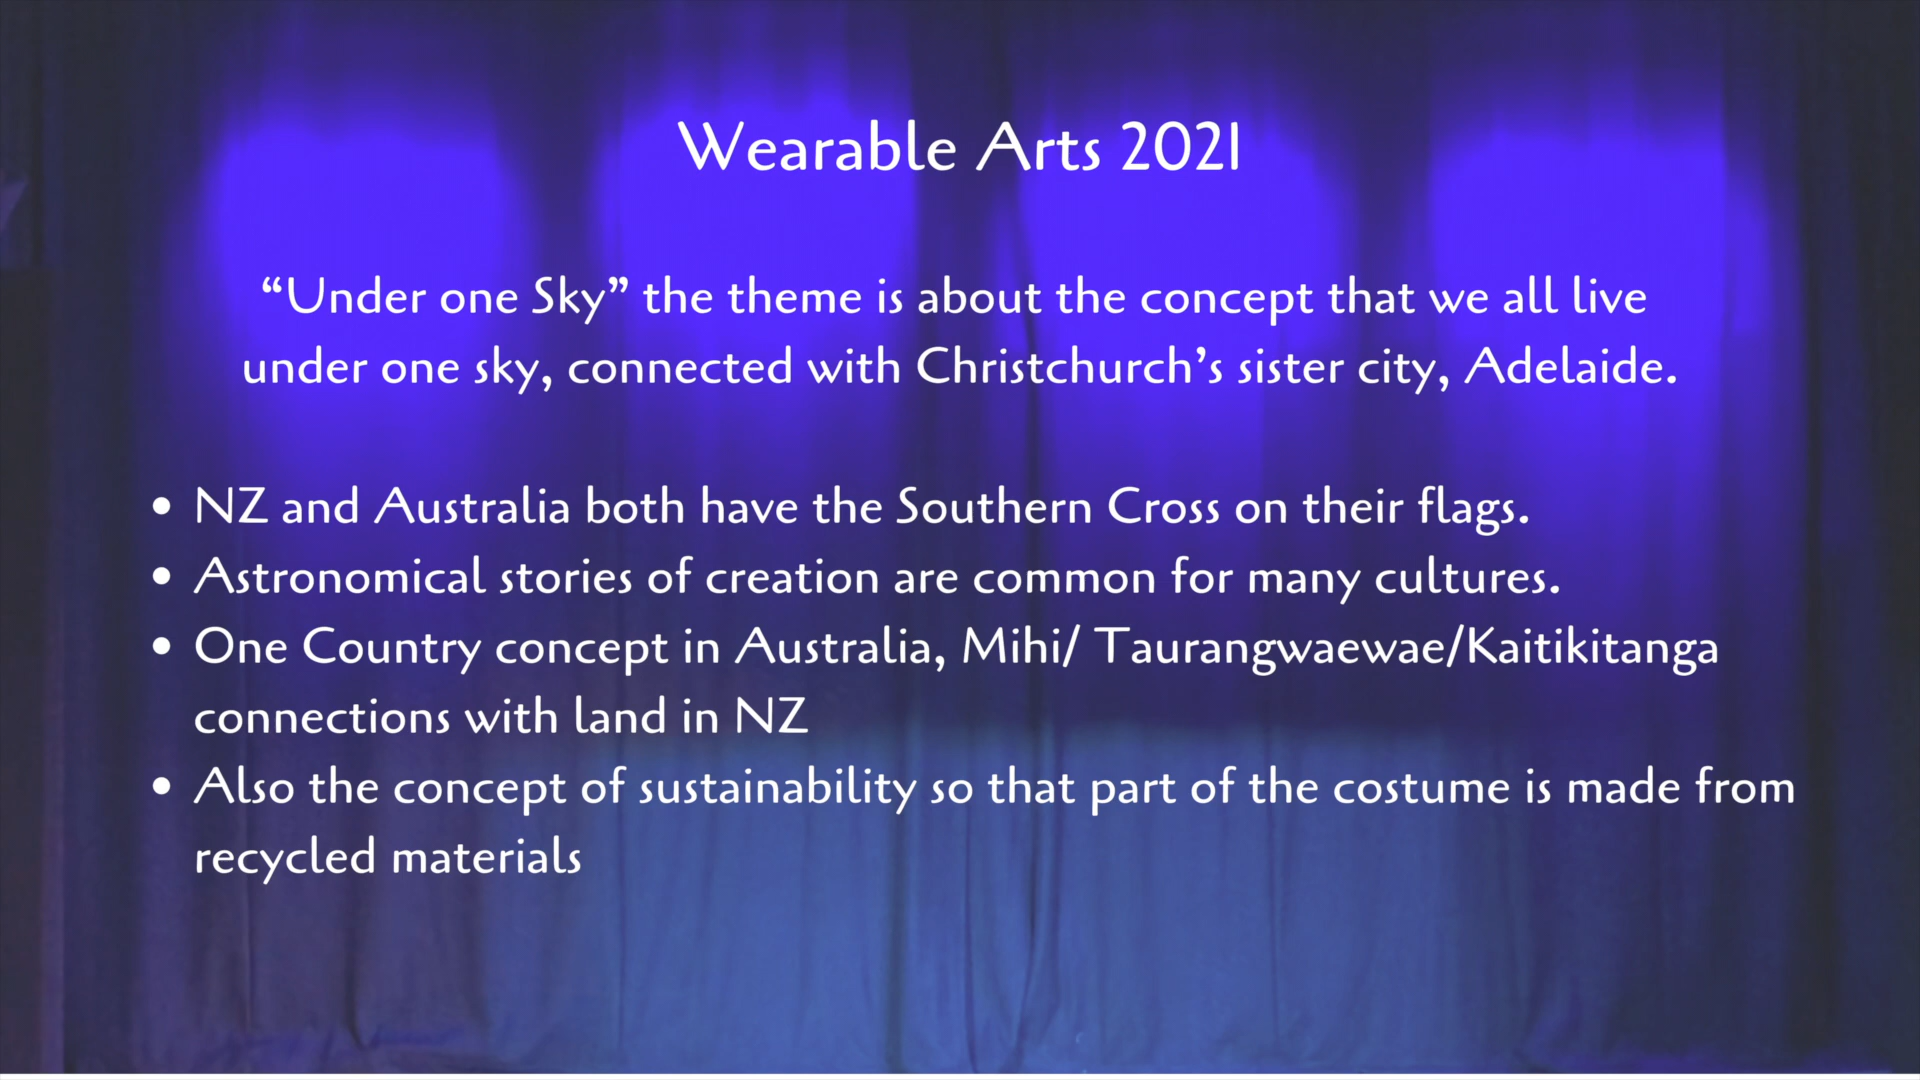 Wearable Arts 2021
“Under one Sky” the theme is about the concept that we all live
under one sky, connected with Christchurch’s sister city, Adelaide.
• NZ and Australia both have the Southern Cross on their flags.
• Astronomical stories of creation are common for many cultures.
• One Country concept in Australia, Mihi/ Taurangwaewae/Kaitikitanga
connections with land in NZ
• Also the concept of sustainability so that part of the costume is made from
recycled materials